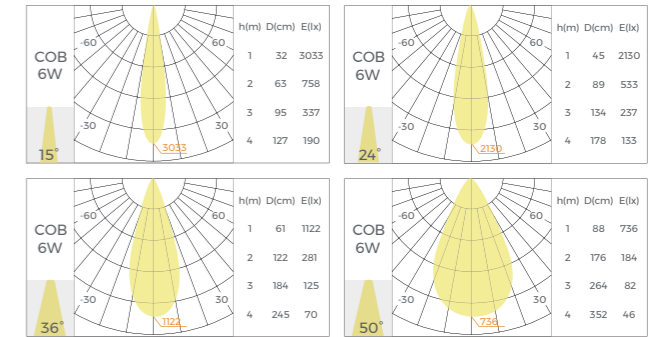 COB
6W
15°
-60
60
-30
30
3033
h(m) D(cm) E(lx)
1 32 3033
2 63 758
3 95 337
4 127 190
COB
6W
24°
-60
60
-30
30
2130
h(m) D(cm) E(lx)
1 45 2130
2 89 533
3 134 237
4 178 133
COB
6W
36°
-60
60
-30
30
1122
h(m) D(cm) E(lx)
1 61 1122
2 122 281
3 184 125
4 245 70
COB
6W
50°
-60
60
-30
30
736
h(m) D(cm) E(lx)
1 88 736
2 176 184
3 264 82
4 352 46